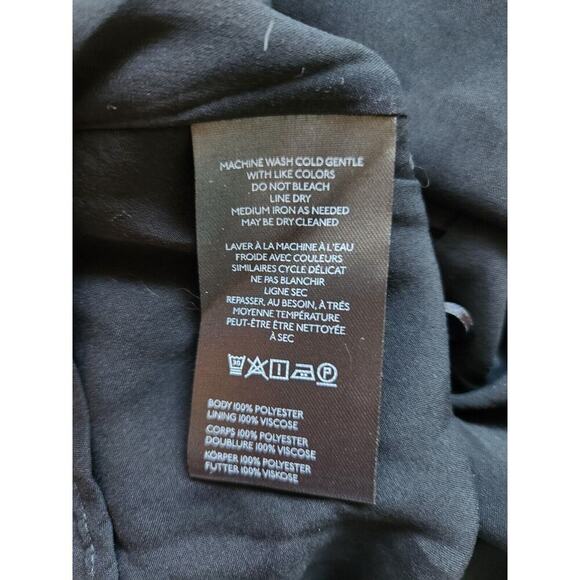 MACHINE WASH COLD GENTLE
WITH LIKE COLORS
DO NOT BLEACH
LINE DRY
MEDIUM IRON AS NEEDED
MAY BE DRY CLEANED
LAVER À LA MACHINE À L'EAU
FROIDE AVEC COULEURS
SIMILAIRES CYCLE DÉLICAT
NE PAS BLANCHIR
LIGNE SEC
REPASSER, AU BESOIN, À TRÉS
MOYENNE TEMPÉRATURE
PEUT-ÊTRE ÊTRE NETTOYÉE
À SEC
30 P
BODY 100% POLYESTER
LINING 100% VISCOSE
CORPS 100% POLYESTER
DOUBLURE 100% VISCOSE
KÖRPER 100% POLYESTER
FUTTER 100% VISKOSE